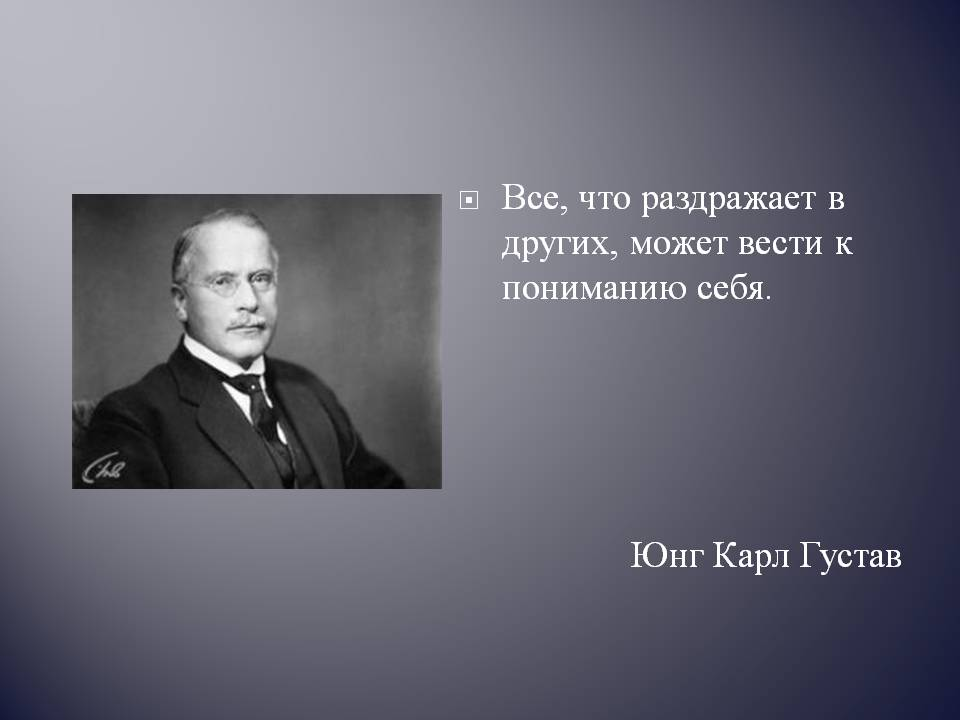 Все, что раздражает в
других, может вести к
пониманию себя.
Юнг Карл Густав